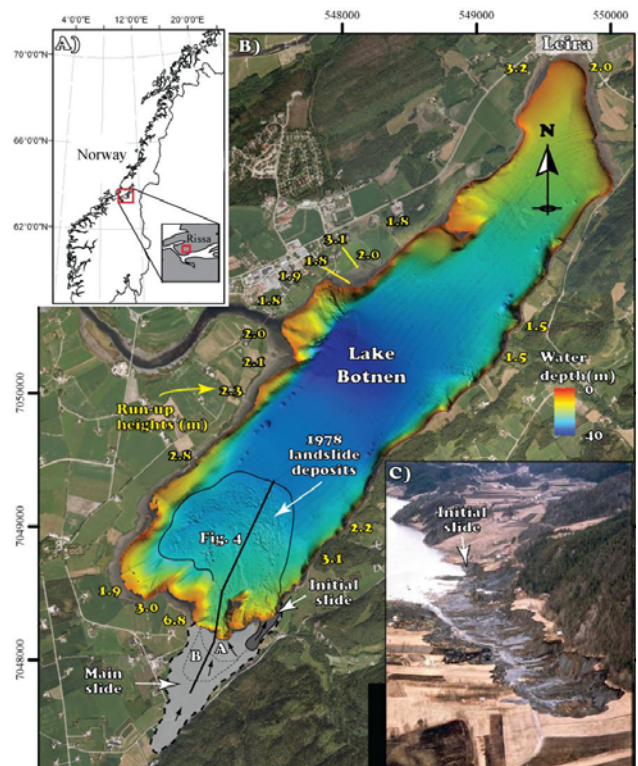 4°0'0"E
12°0'0"E
20°0'0"E
A)
70°0'0"N
66°0'0"N
62°0'0"N
Norway
Rissa
548000
549000
550000
B)
Leira
3.2
2.0
N
1.8
3.1
2.0
1.8
1.9
1.8
2.0
2.1
2.3
Run-up
heights (m)
2.8
Lake
Botnen
1.5
1.5
Water
depth(m)
0
40
7050000
7049000
7048000
1978
landslide
deposits
Fig. 4
2.2
3.1
Initial
slide
1.9
3.0
6.8
B
A
Main
slide
C)
Initial
slide